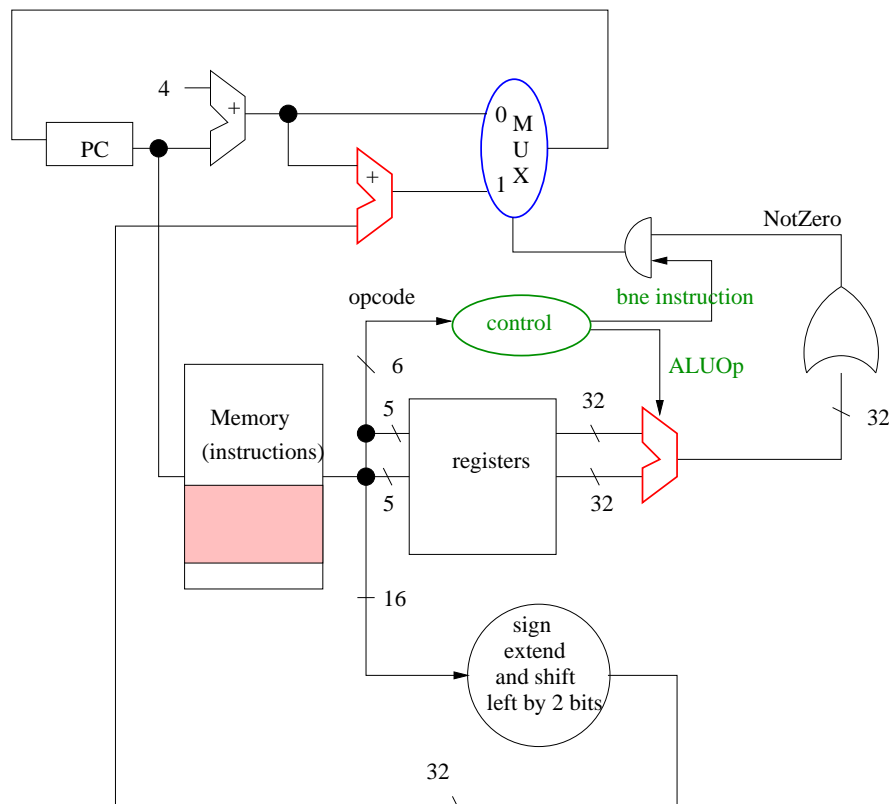 4
+
PC
0
M
U
X
1
+
NotZero
opcode
bne instruction
control
6
ALUOp
Memory
(instructions)
5
5
registers
32
32
32
16
sign
extend
and shift
left by 2 bits
32